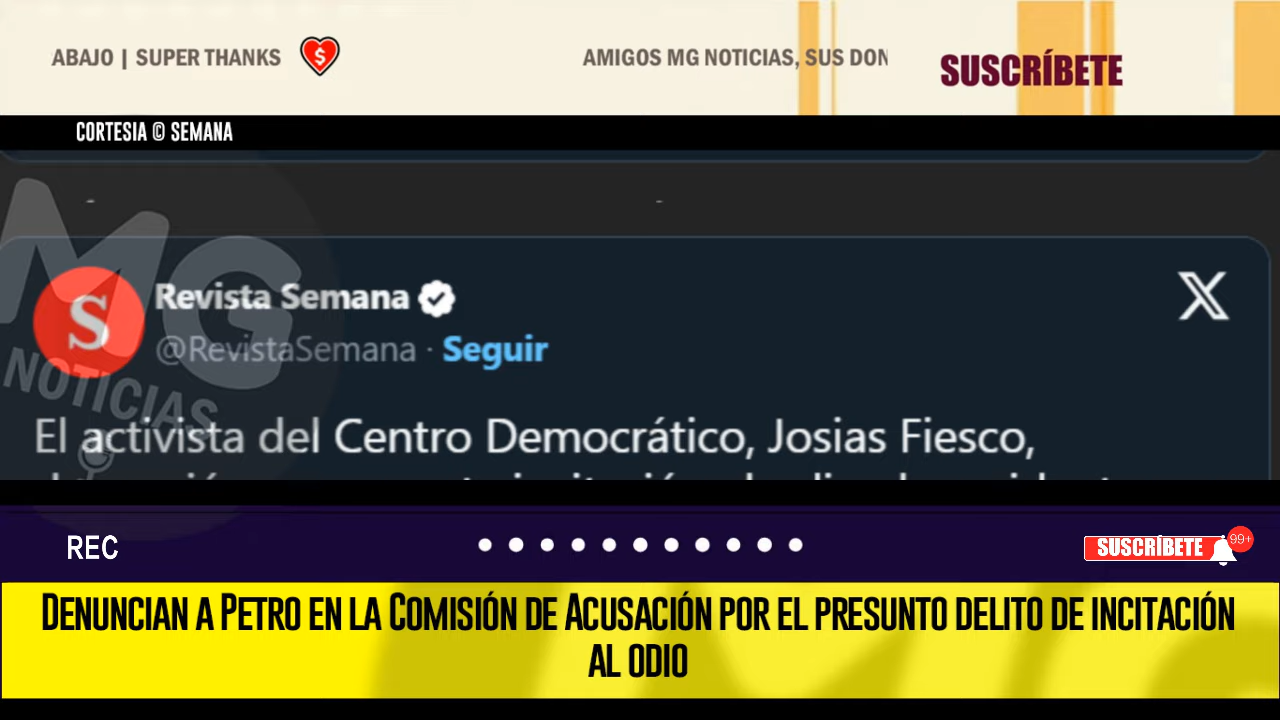 ABAJO | SUPER THANKS
AMIGOS MG NOTICIAS, SUS DON
SUSCRÍBETE
CORTESIA © SEMANA
MG
NOTICIAS
S
Revista Semana
@RevistaSemana · Seguir
El activista del Centro Democrático, Josias Fiesco,
REC
SUSCRÍBETE
99+
DENUNCIAN A PETRO EN LA COMISIÓN DE ACUSACIÓN POR EL PRESUNTO DELITO DE INCITACIÓN
AL ODIO